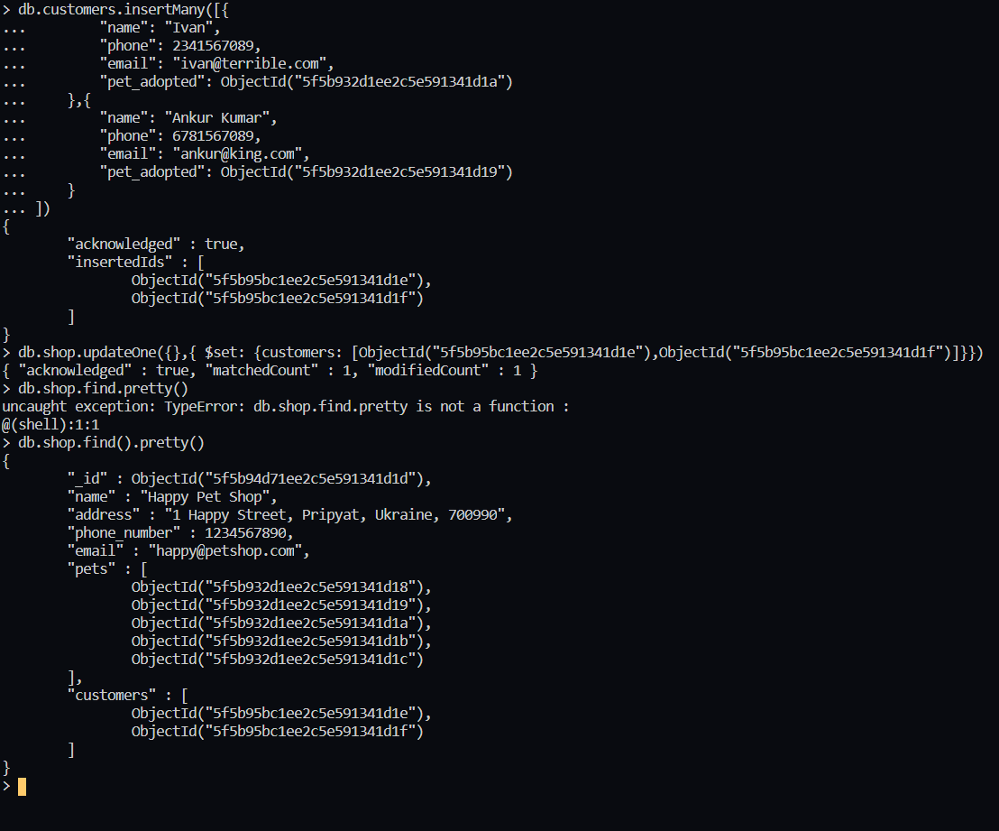 > db.customers.insertMany([{
...         "name": "Ivan",
...         "phone": 2341567089,
...         "email": "ivan@terrible.com",
...         "pet_adopted": ObjectId("5f5b932d1ee2c5e591341d1a")
...     },{
...         "name": "Ankur Kumar",
...         "phone": 6781567089,
...         "email": "ankur@king.com",
...         "pet_adopted": ObjectId("5f5b932d1ee2c5e591341d19")
...     }
... ])
{
        "acknowledged" : true,
        "insertedIds" : [
                ObjectId("5f5b95bc1ee2c5e591341d1e"),
                ObjectId("5f5b95bc1ee2c5e591341d1f")
        ]
}
> db.shop.updateOne({},{ $set: {customers: [ObjectId("5f5b95bc1ee2c5e591341d1e"),ObjectId("5f5b95bc1ee2c5e591341d1f")]}})
{ "acknowledged" : true, "matchedCount" : 1, "modifiedCount" : 1 }
> db.shop.find.pretty()
uncaught exception: TypeError: db.shop.find.pretty is not a function :
@(shell):1:1
> db.shop.find().pretty()
{
        "_id" : ObjectId("5f5b94d71ee2c5e591341d1d"),
        "name" : "Happy Pet Shop",
        "address" : "1 Happy Street, Pripyat, Ukraine, 700990",
        "phone_number" : 1234567890,
        "email" : "happy@petshop.com",
        "pets" : [
                ObjectId("5f5b932d1ee2c5e591341d18"),
                ObjectId("5f5b932d1ee2c5e591341d19"),
                ObjectId("5f5b932d1ee2c5e591341d1a"),
                ObjectId("5f5b932d1ee2c5e591341d1b"),
                ObjectId("5f5b932d1ee2c5e591341d1c")
        ],
        "customers" : [
                ObjectId("5f5b95bc1ee2c5e591341d1e"),
                ObjectId("5f5b95bc1ee2c5e591341d1f")
        ]
}
>